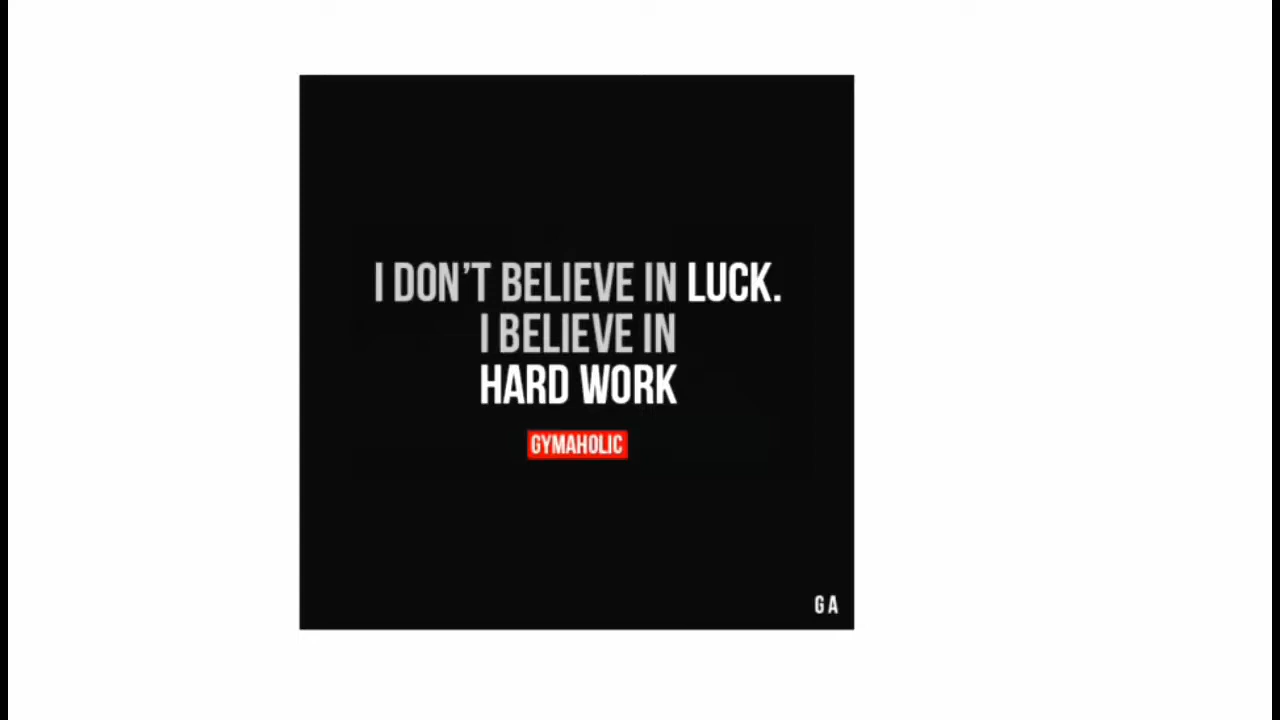 I DON'T BELIEVE IN LUCK.
I BELIEVE IN
HARD WORK
GYMAHOLIC
GA